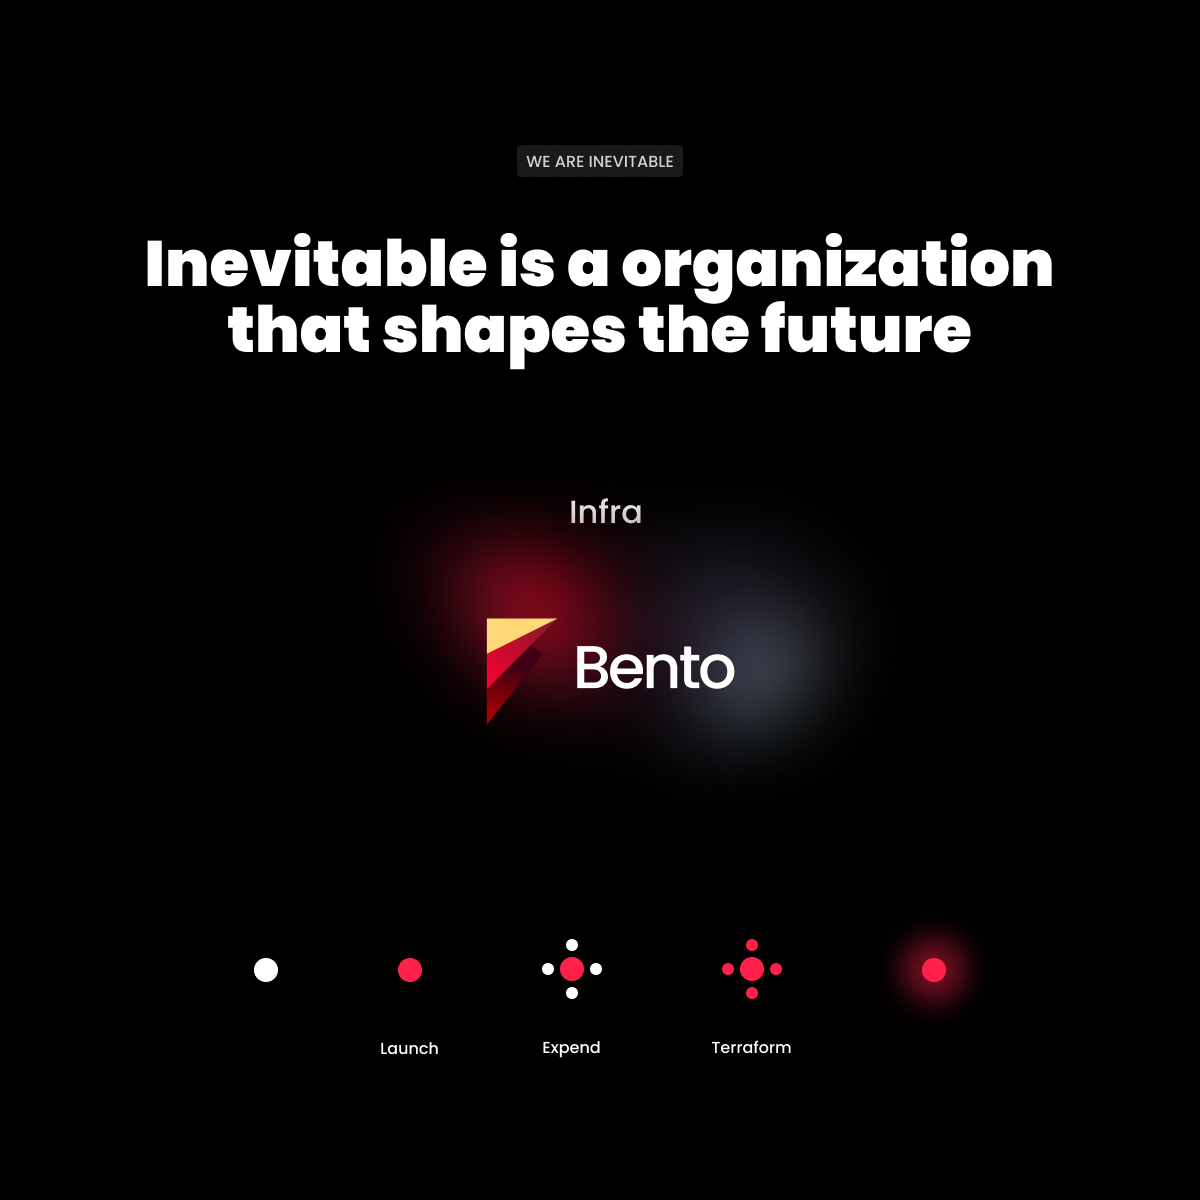 WE ARE INEVITABLE
Inevitable is a organization
that shapes the future
Infra
Bento
Launch
Expend
Terraform